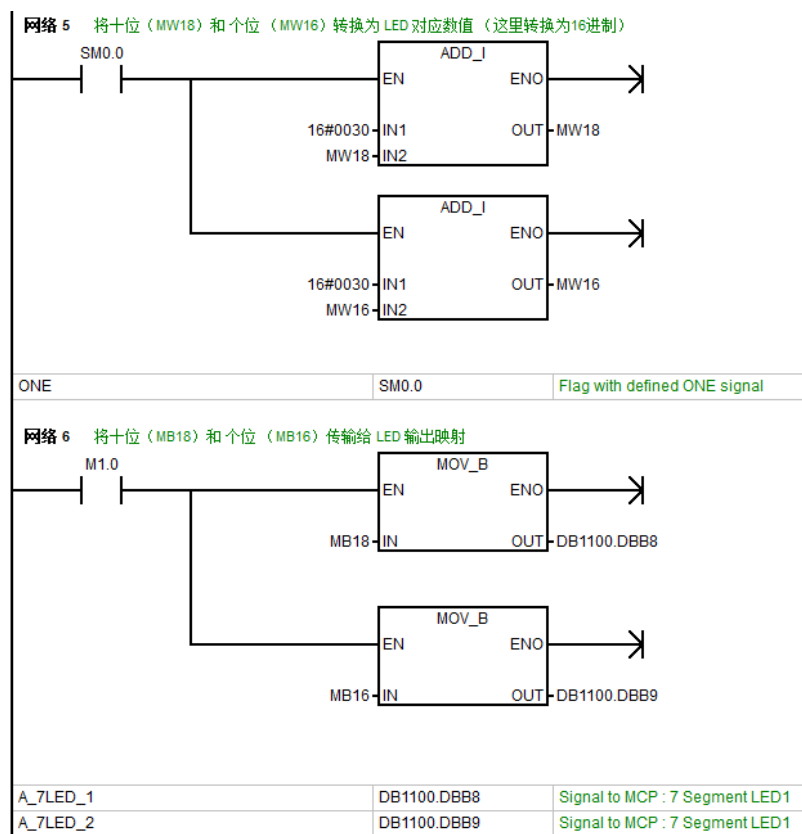 网络 5 将十位（MW18）和个位 （MW16）转换为 LED 对应数值 （这里转换为16进制）
SM0.0
ADD_I
EN ENO
16#0030 IN1 OUT MW18
MW18 IN2
ADD_I
EN ENO
16#0030 IN1 OUT MW16
MW16 IN2
ONE SM0.0 Flag with defined ONE signal
网络 6 将十位（MB18）和个位 （MB16）传输给 LED 输出映射
M1.0
MOV_B
EN ENO
MB18 IN OUT DB1100.DBB8
MOV_B
EN ENO
MB16 IN OUT DB1100.DBB9
A_7LED_1 DB1100.DBB8 Signal to MCP : 7 Segment LED1
A_7LED_2 DB1100.DBB9 Signal to MCP : 7 Segment LED1